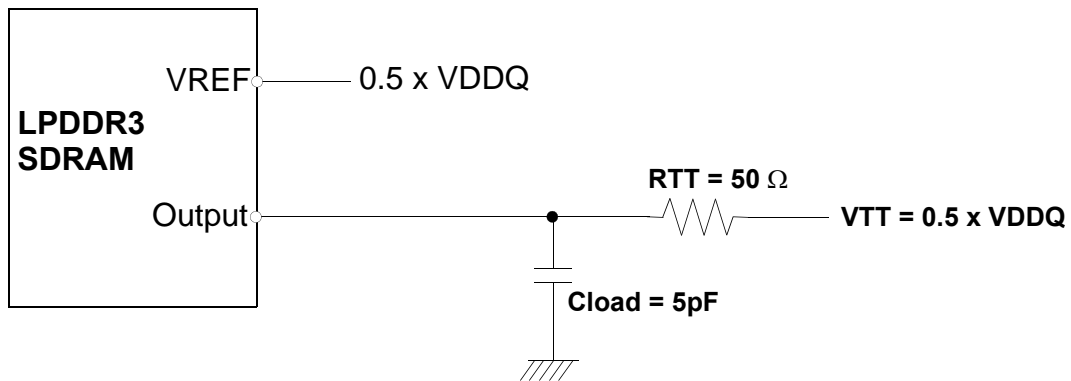 VREF
0.5 x VDDQ
LPDDR3
SDRAM
RTT = 50 Ω
Output
VTT = 0.5 x VDDQ
Cload = 5pF